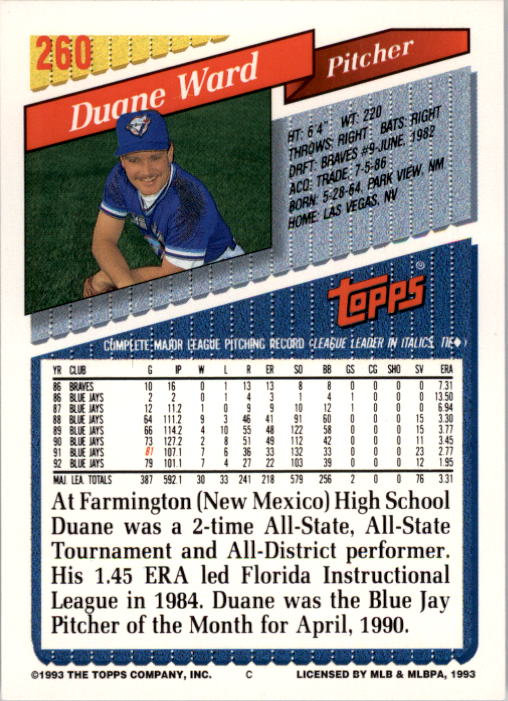 260
Duane Ward
Pitcher
HT: 6'4" WT: 220
THROWS: RIGHT BATS: RIGHT
DRFT: BRAVES #9-JUNE, 1982
ACQ: TRADE, 7-5-86
BORN: 5-28-64, PARK VIEW, NM
HOME: LAS VEGAS, NV
Topps ®
COMPLETE MAJOR LEAGUE PITCHING RECORD (LEAGUE LEADER IN ITALICS, TIE♦)
YR CLUB G IP W L R ER SO BB GS CG SHO SV ERA
86 BRAVES 10 16 0 1 13 13 8 8 0 0 0 0 7.31
86 BLUE JAYS 2 2 0 1 4 3 1 4 1 0 0 0 13.50
87 BLUE JAYS 12 11.2 1 0 9 9 10 12 1 0 0 0 6.94
88 BLUE JAYS 64 111.2 9 3 46 41 91 60 0 0 0 15 3.30
89 BLUE JAYS 66 114.2 4 10 55 48 122 58 0 0 0 15 3.77
90 BLUE JAYS 73 127.2 2 8 51 49 112 42 0 0 0 11 3.45
91 BLUE JAYS 81 107.1 7 6 36 33 132 33 0 0 0 23 2.77
92 BLUE JAYS 79 101.1 7 4 27 22 103 39 0 0 0 12 1.95
MAJ. LEA. TOTALS 387 592.1 30 33 241 218 579 256 2 0 0 76 3.31
At Farmington (New Mexico) High School
Duane was a 2-time All-State, All-State
Tournament and All-District performer.
His 1.45 ERA led Florida Instructional
League in 1984. Duane was the Blue Jay
Pitcher of the Month for April, 1990.
©1993 THE TOPPS COMPANY, INC. C LICENSED BY MLB & MLBPA, 1993